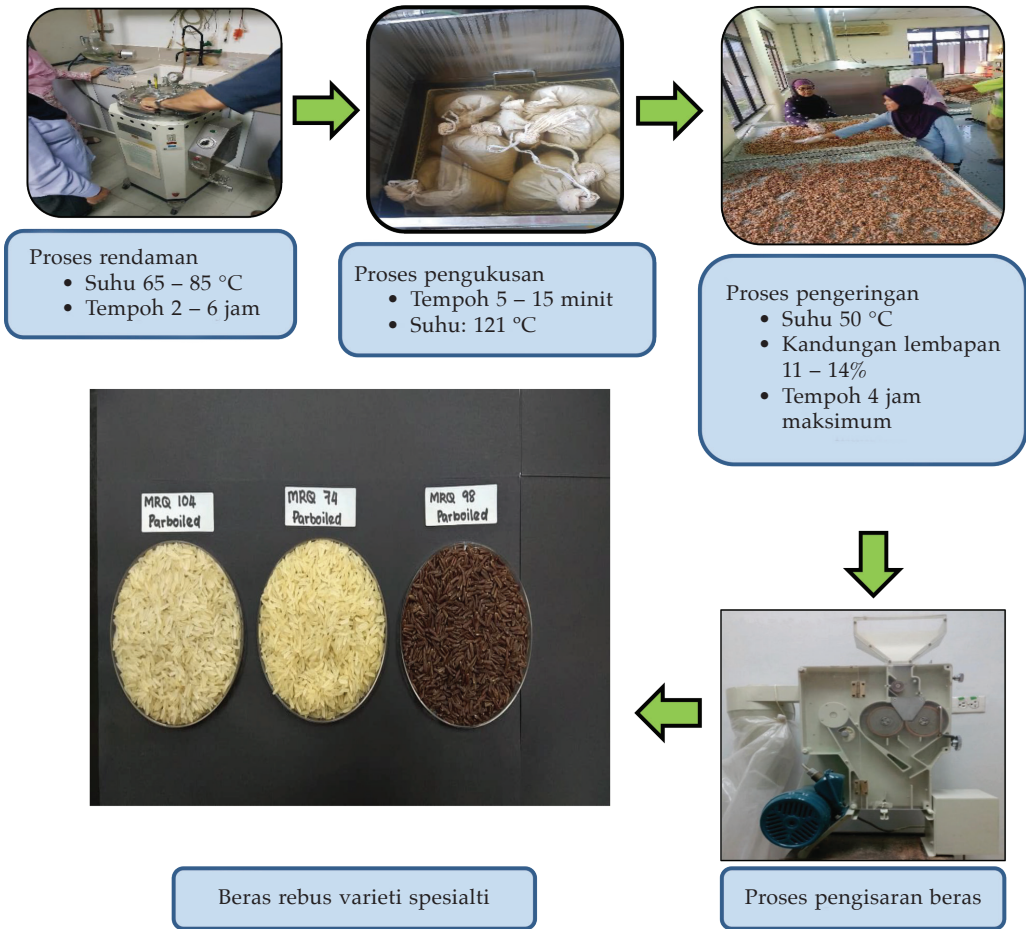 Proses rendaman
• Suhu 65 – 85 °C
• Tempoh 2 – 6 jam
Proses pengukusan
• Tempoh 5 – 15 minit
• Suhu: 121 °C
Proses pengeringan
• Suhu 50 °C
• Kandungan lembapan
11 – 14%
• Tempoh 4 jam
maksimum
MRQ 104
Parboiled
MRQ 74
Parboiled
MRQ 98
Parboiled
Beras rebus varieti spesialti
Proses pengisaran beras